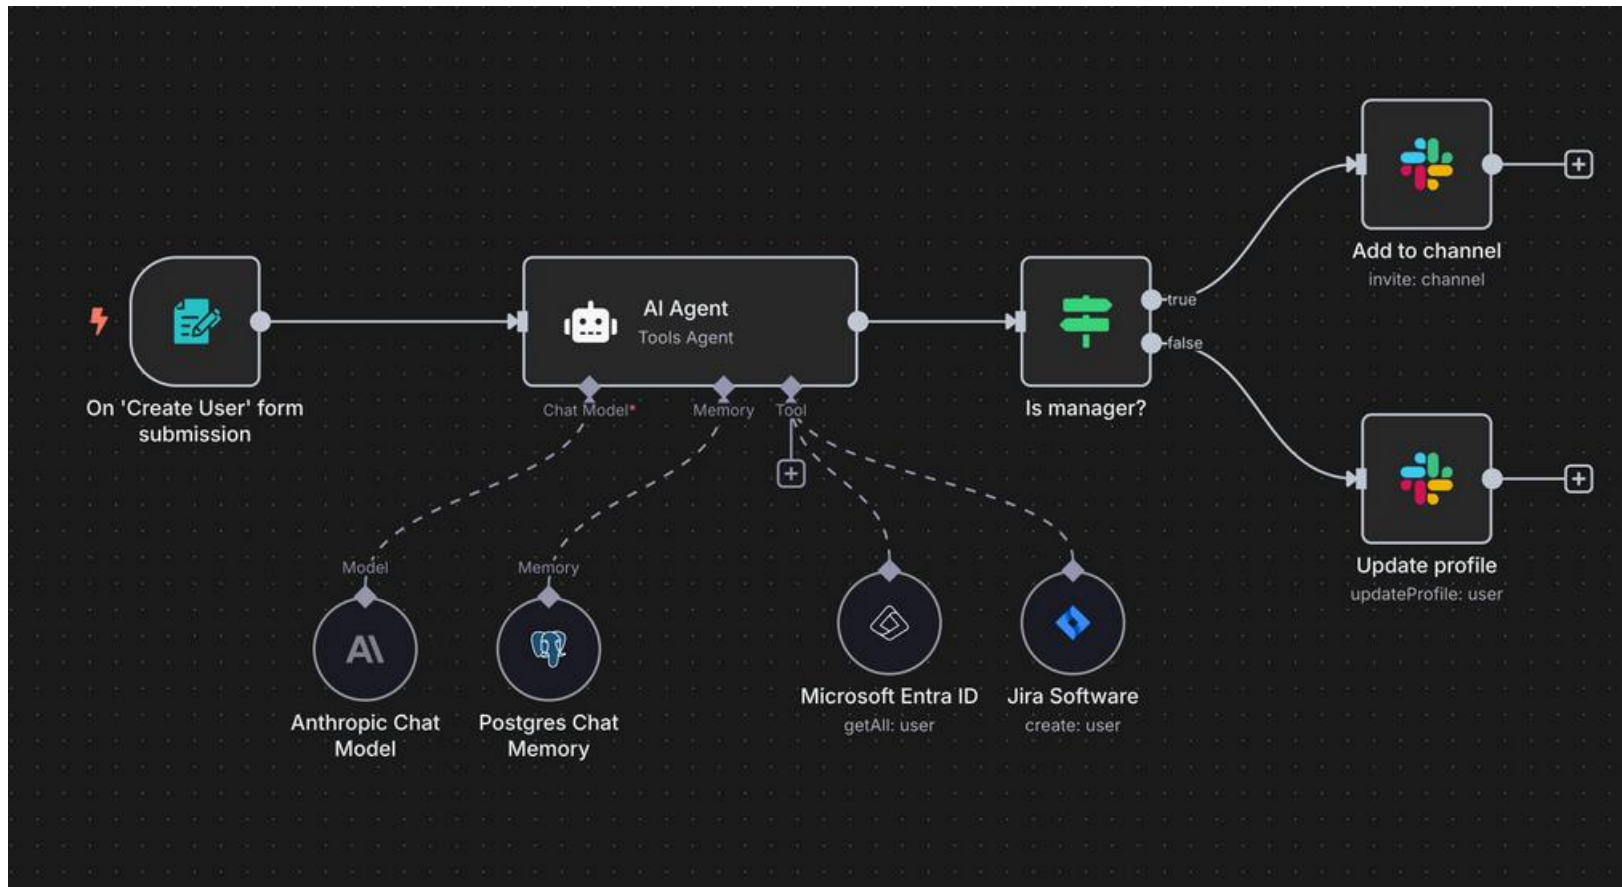 On 'Create User' form
submission
AI Agent
Tools Agent
Chat Model*
Memory
Tool
Is manager?
true
false
Add to channel
invite: channel
Update profile
updateProfile: user
Model
Anthropic Chat
Model
Memory
Postgres Chat
Memory
Microsoft Entra ID
getAll: user
Jira Software
create: user